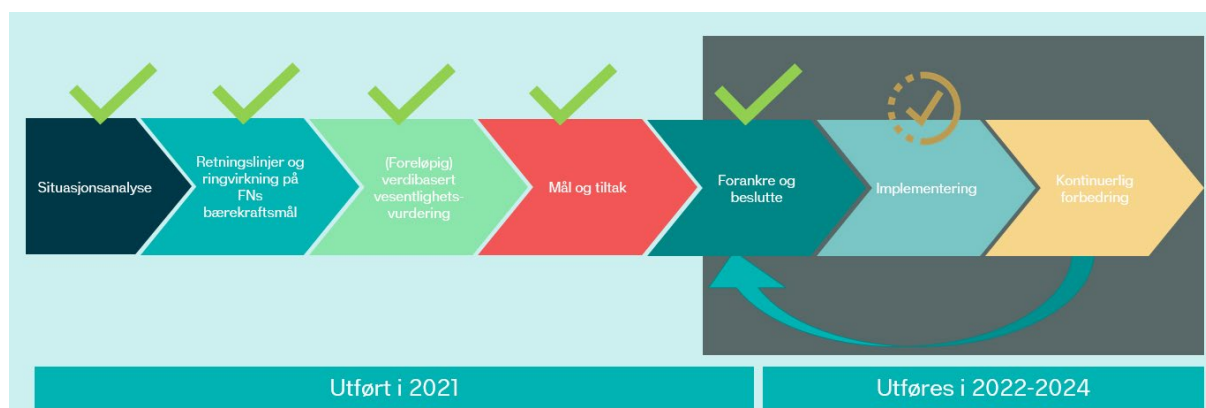 Situasjonsanalyse
Retningslinjer og
ringvirkning på
FNs
bærekraftsmål
(Foreløpig)
verdibasert
vesentlighets-
vurdering
Mål og tiltak
Forankre og
beslutte
Implementering
Kontinuerlig
forbedring
Utført i 2021
Utføres i 2022-2024